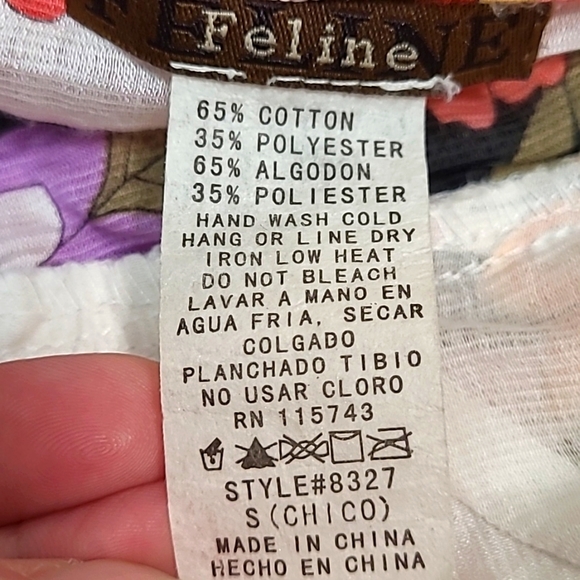 FELINE
Feline
65% COTTON
35% POLYESTER
65% ALGODON
35% POLIESTER
HAND WASH COLD
HANG OR LINE DRY
IRON LOW HEAT
DO NOT BLEACH
LAVAR A MANO EN
AGUA FRIA, SECAR
COLGADO
PLANCHADO TIBIO
NO USAR CLORO
RN 115743
STYLE#8327
S(CHICO)
MADE IN CHINA
HECHO EN CHINA